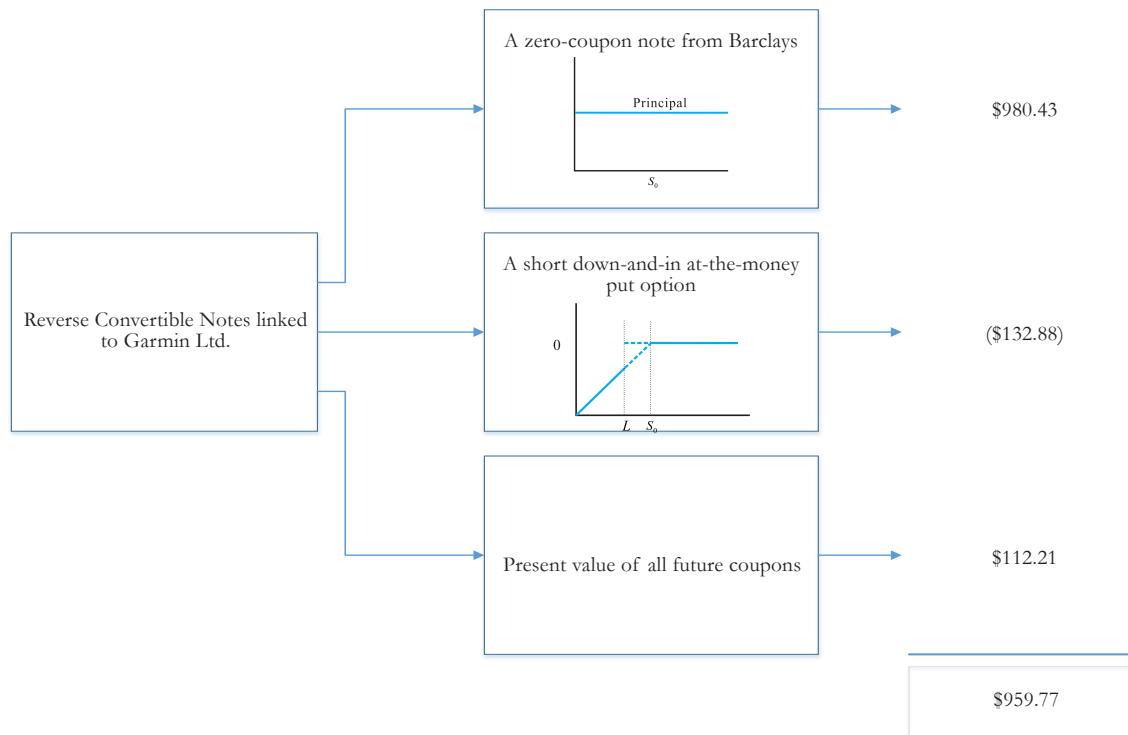 A zero-coupon note from Barclays
Principal
S₀
$980.43
Reverse Convertible Notes linked
to Garmin Ltd.
A short down-and-in at-the-money
put option
0
L
S₀
($132.88)
Present value of all future coupons
$112.21
$959.77